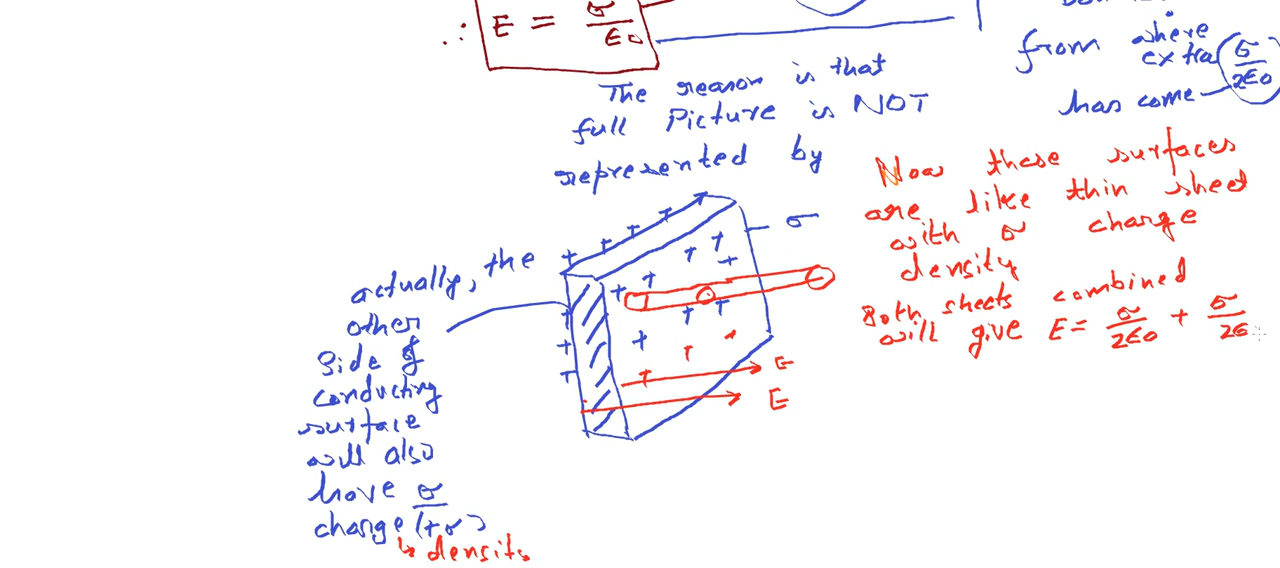 ∴ E = σ/ε0
from where
extra σ/2ε0
has come
The reason is that
full Picture is NOT
represented by
Now these surfaces
are like thin sheet
with σ charge
density
Both sheets combined
will give E = σ/2ε0 + σ/2ε
σ
actually, the
other
side of
conducting
surface
will also
have σ
charge (+σ)
↳ density
+ + + + +
+ + + + + + + + + + + +
+ + +
E
E